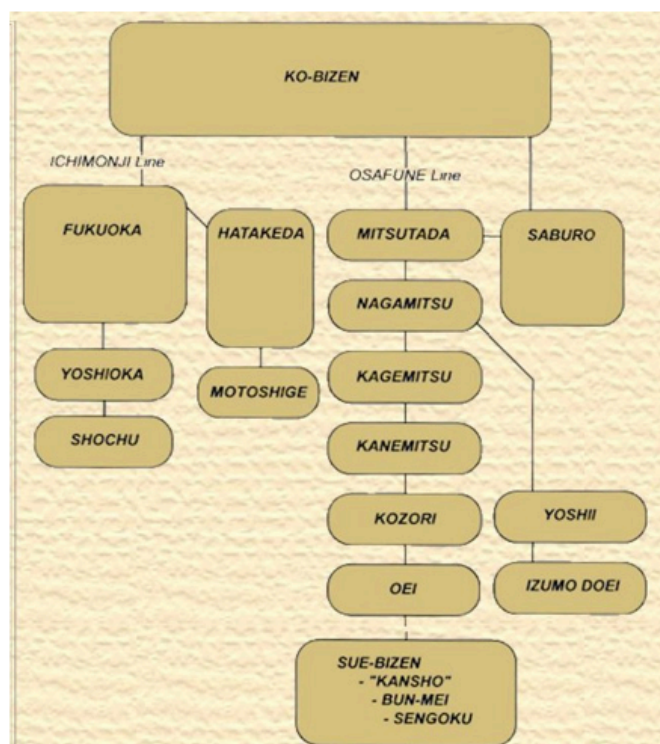 KO-BIZEN
ICHIMONJI Line
OSAFUNE Line
FUKUOKA
HATAKEDA
MITSUTADA
SABURO
NAGAMITSU
YOSHIOKA
KAGEMITSU
MOTOSHIGE
SHOCHU
KANEMITSU
KOZORI
YOSHII
OEI
IZUMO DOEI
SUE-BIZEN
- "KANSHO"
- BUN-MEI
- SENGOKU